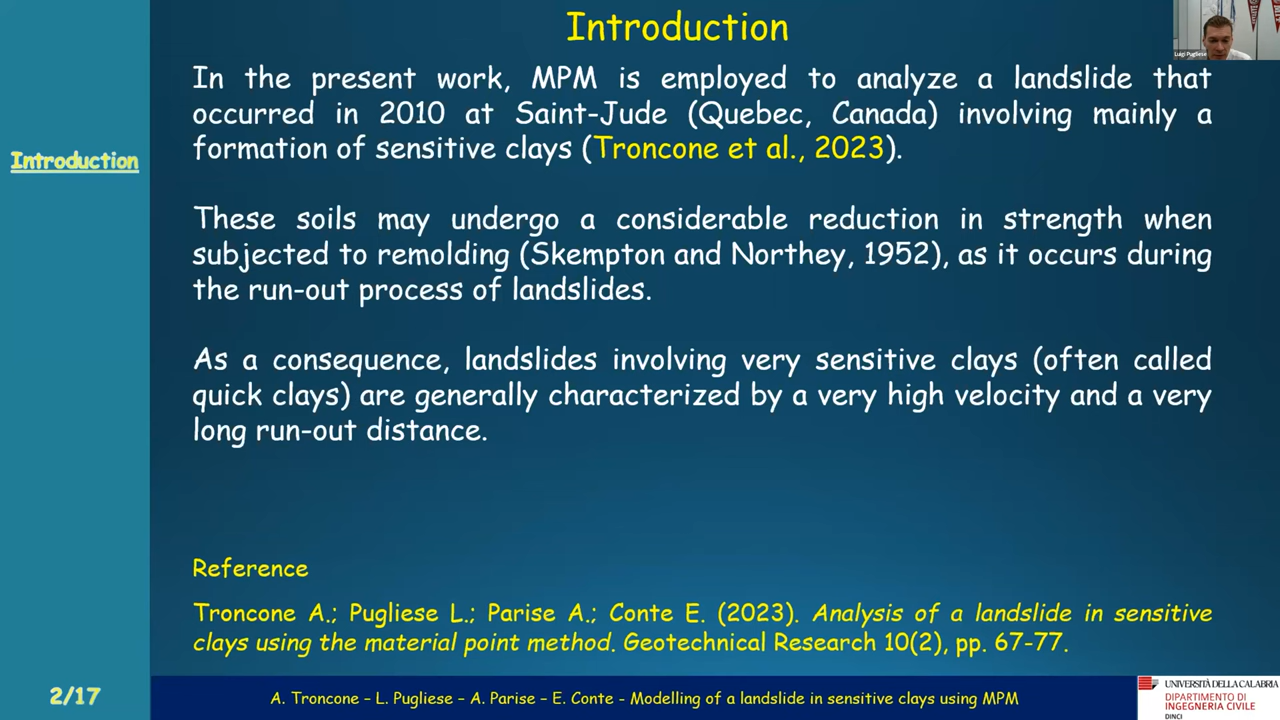 Introduction
Luigi Pugliese
In the present work, MPM is employed to analyze a landslide that
occurred in 2010 at Saint-Jude (Quebec, Canada) involving mainly a
formation of sensitive clays (Troncone et al., 2023).
Introduction
These soils may undergo a considerable reduction in strength when
subjected to remolding (Skempton and Northey, 1952), as it occurs during
the run-out process of landslides.
As a consequence, landslides involving very sensitive clays (often called
quick clays) are generally characterized by a very high velocity and a very
long run-out distance.
Reference
Troncone A.; Pugliese L.; Parise A.; Conte E. (2023). Analysis of a landslide in sensitive
clays using the material point method. Geotechnical Research 10(2), pp. 67-77.
2/17
A. Troncone – L. Pugliese – A. Parise – E. Conte - Modelling of a landslide in sensitive clays using MPM
UNIVERSITÀ DELLA CALABRIA
DIPARTIMENTO DI
INGEGNERIA CIVILE
DINCI